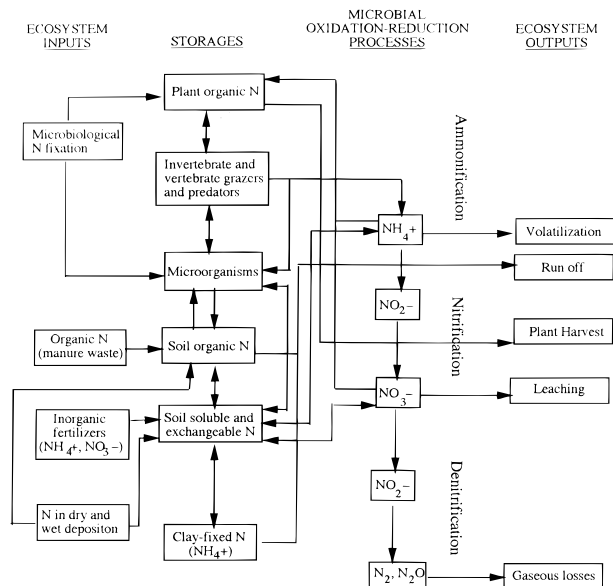 ECOSYSTEM
INPUTS
STORAGES
MICROBIAL
OXIDATION-REDUCTION
PROCESSES
ECOSYSTEM
OUTPUTS
Plant organic N
Microbiological
N fixation
Invertebrate and
vertebrate grazers
and predators
Ammonification
NH4+
Volatilization
Microorganisms
Run off
NO2–
Nitrification
Organic N
(manure waste)
Soil organic N
Plant Harvest
NO3–
Leaching
Inorganic
fertilizers
(NH4+, NO3–)
Soil soluble and
exchangeable N
Denitrification
NO2–
N in dry and
wet depositon
Clay-fixed N
(NH4+)
N2, N2O
Gaseous losses